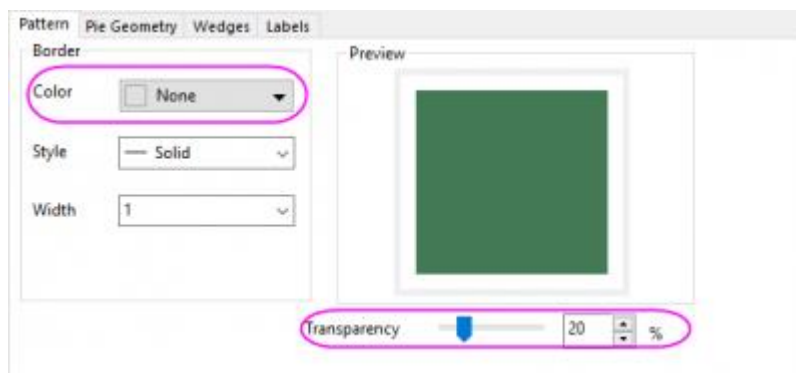 Pattern Pie Geometry Wedges Labels
Border
Preview
Color None
Style Solid
Width 1
Transparency 20 %